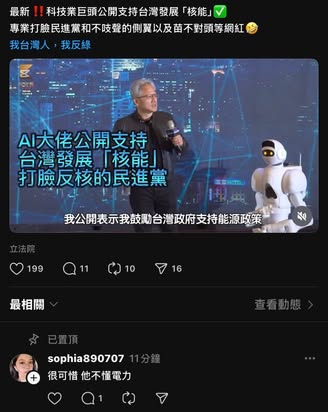 最新‼️科技業巨頭公開支持台灣發展「核能」✅
專業打臉民進黨和不吱聲的側翼以及苗不對頭等網紅🤣
我台灣人，我反綠
AI大佬公開支持
台灣發展「核能」
打臉反核的民進黨
我公開表示我鼓勵台灣政府支持能源政策
立法院
199 11 10 16
最相關
查看動態
已置頂
sophia890707 11分鐘
很可惜 他不懂電力
1